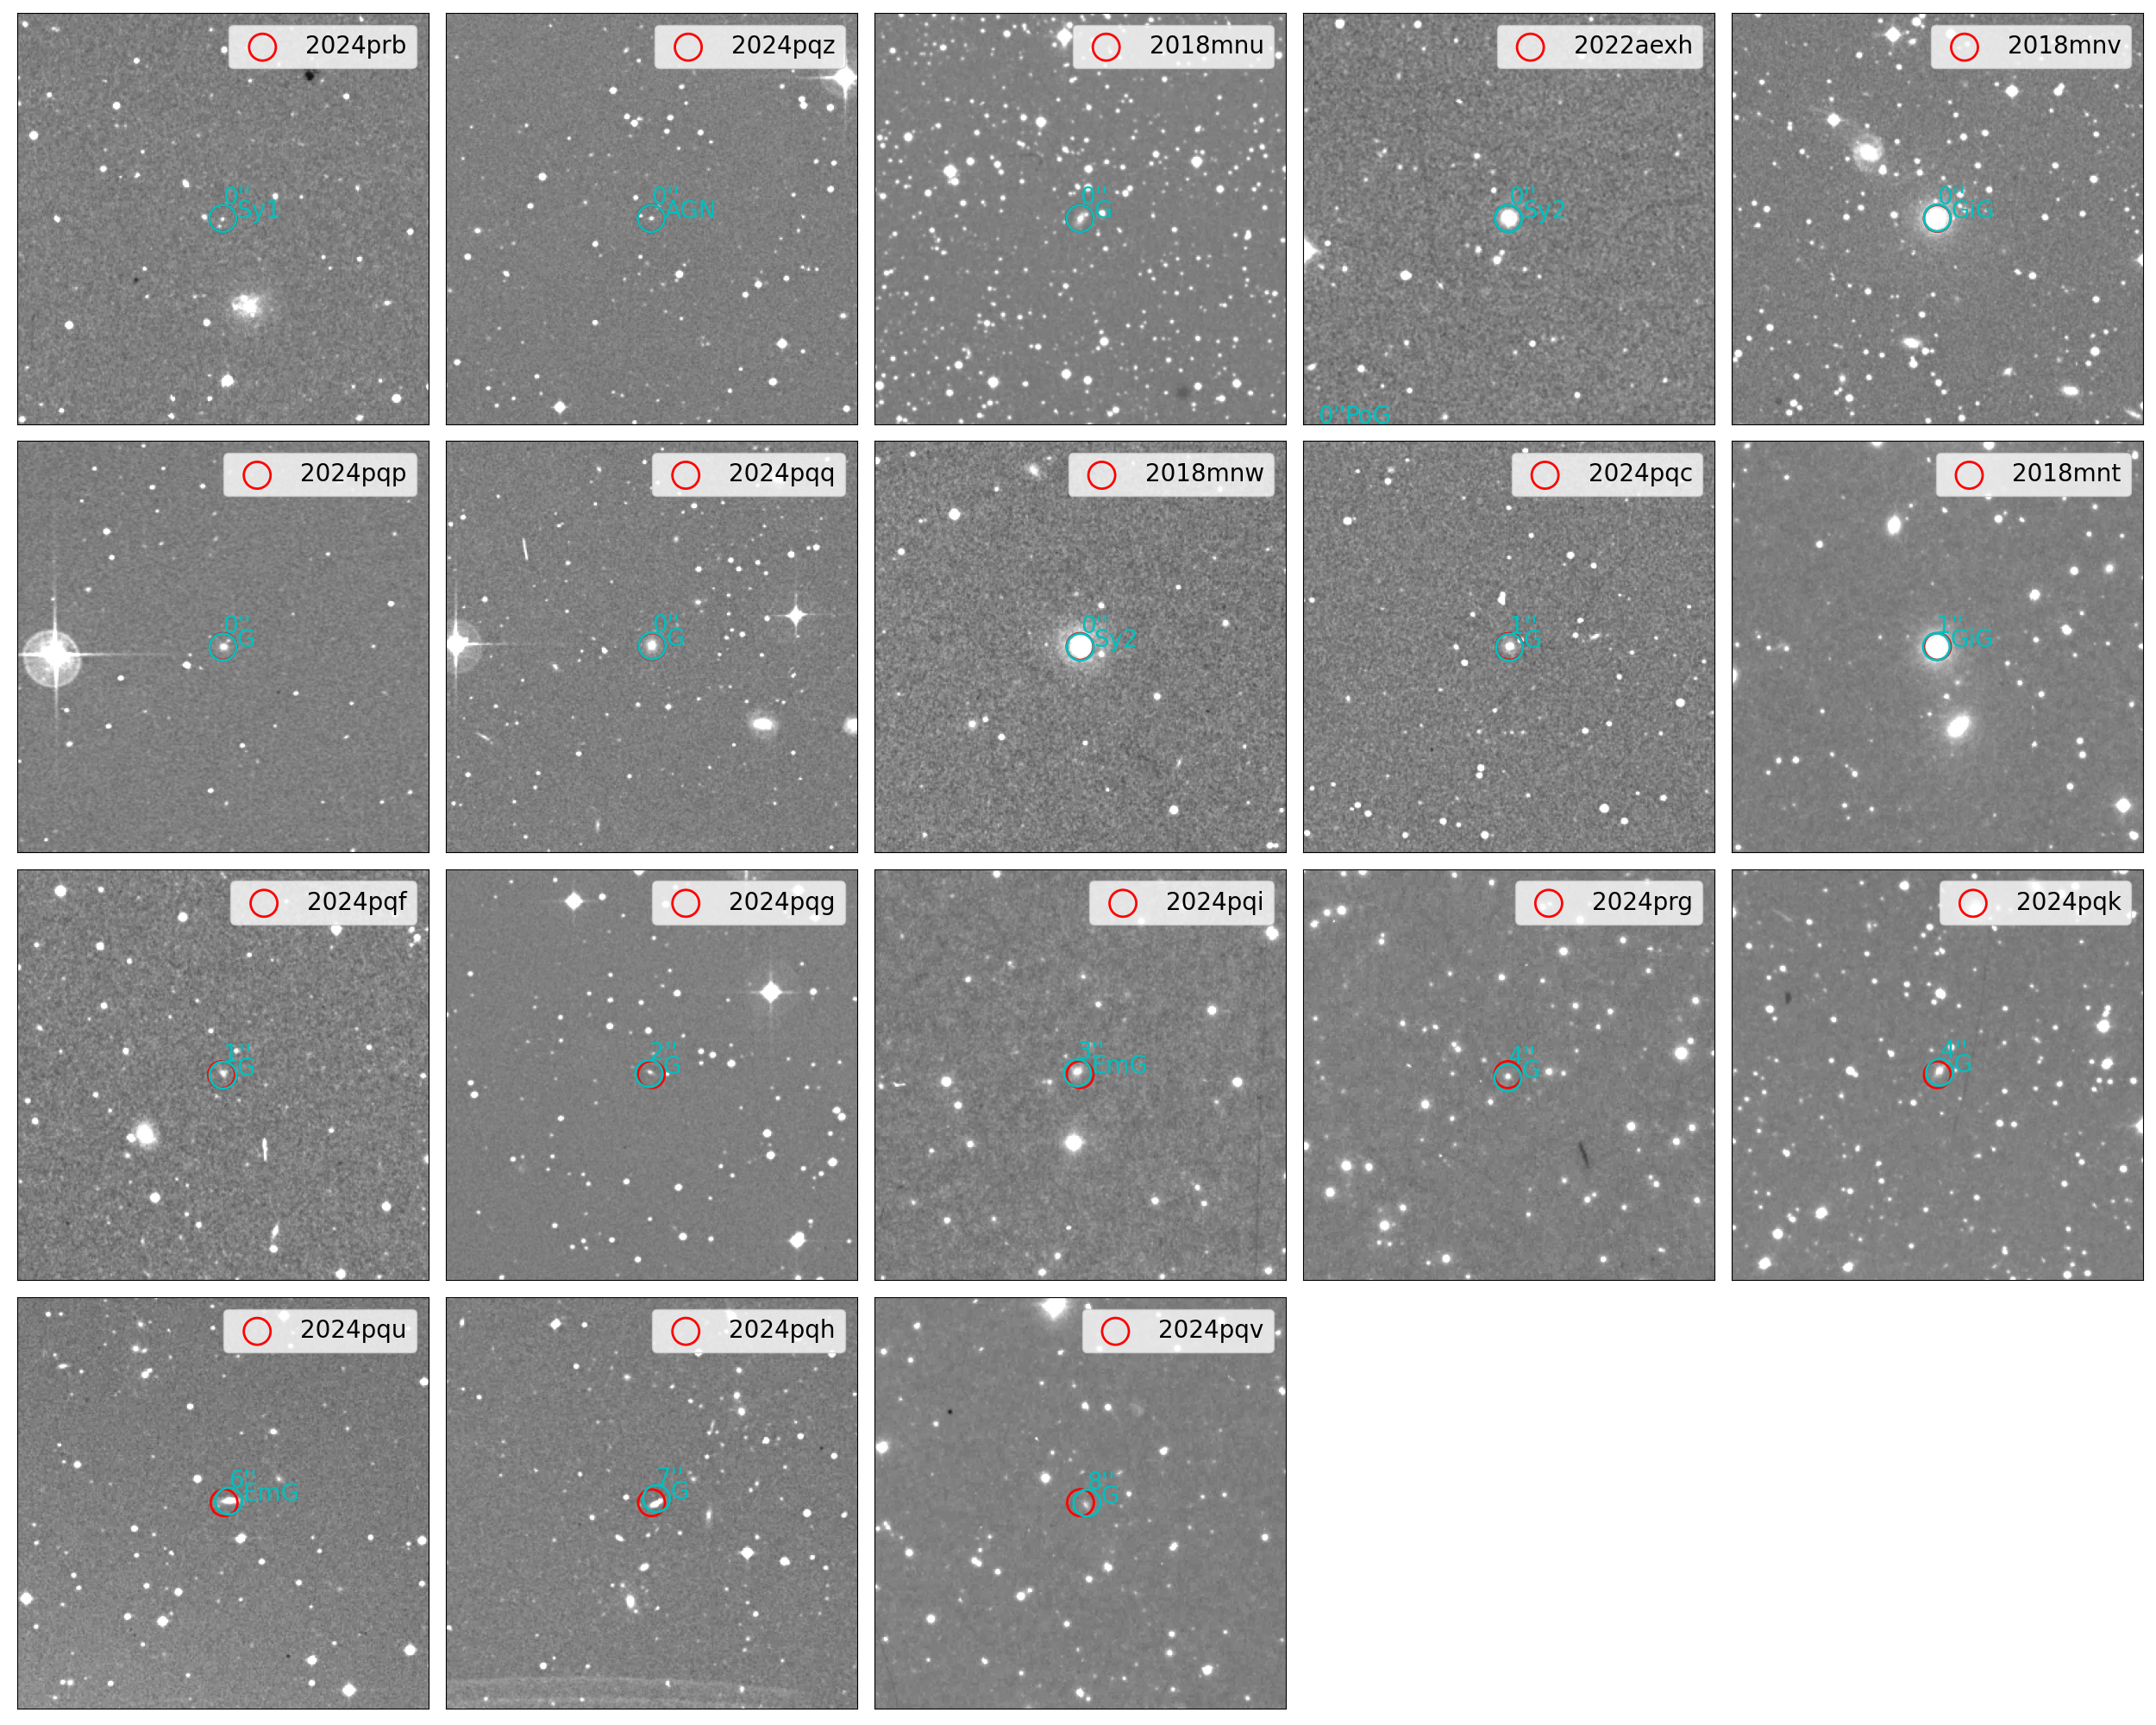 2024prb
0"
Sy1
2024pqz
0"
AGN
2018mnu
0"
G
2022aexh
0"
Sy2
0"PoG
2018mnv
0"
GiG
2024pqp
0"
G
2024pqq
0"
G
2018mnw
0"
Sy2
2024pqc
1"
G
2018mnt
1"
GiG
2024pqf
1"
G
2024pqg
2"
G
2024pqi
3"
EmG
2024prg
4"
G
2024pqk
4"
G
2024pqu
6"
EmG
2024pqh
7"
G
2024pqv
8"
G